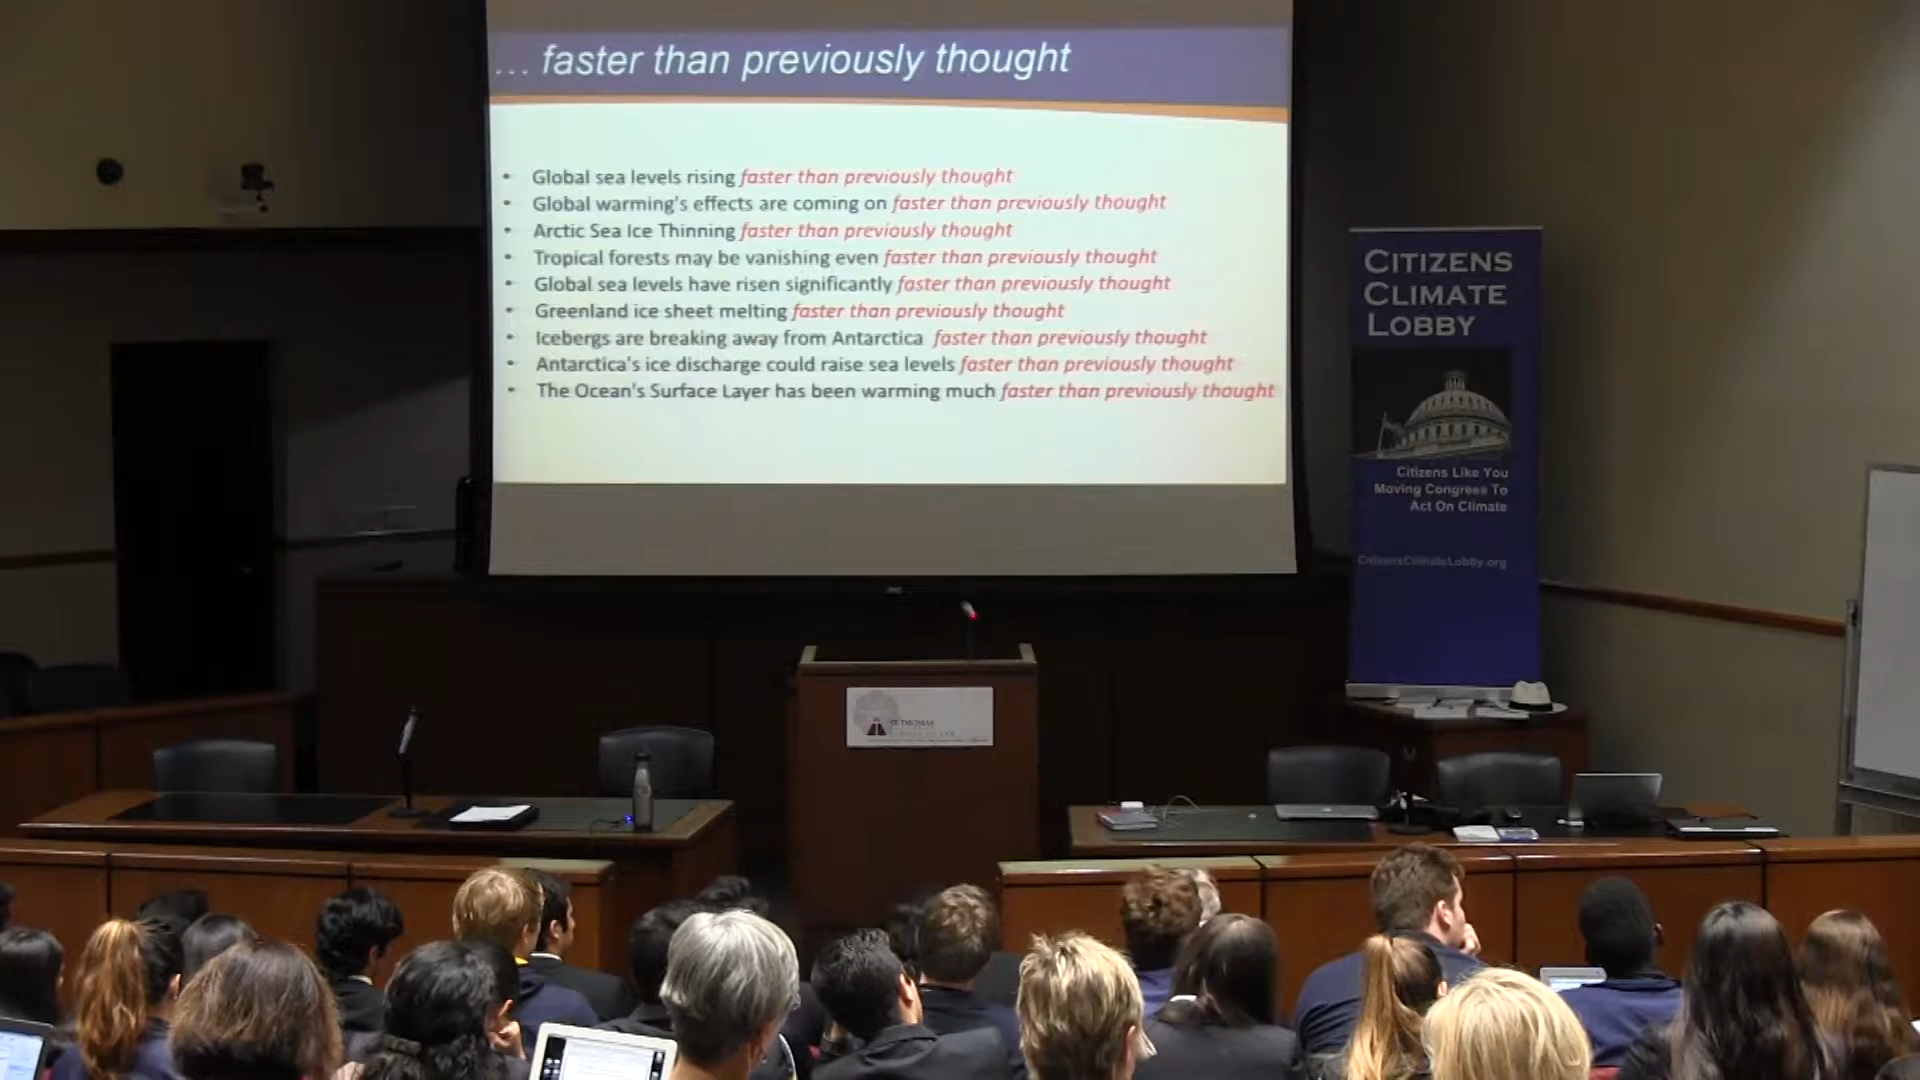 ... faster than previously thought
• Global sea levels rising faster than previously thought
• Global warming's effects are coming on faster than previously thought
• Arctic Sea Ice Thinning faster than previously thought
• Tropical forests may be vanishing even faster than previously thought
• Global sea levels have risen significantly faster than previously thought
• Greenland ice sheet melting faster than previously thought
• Icebergs are breaking away from Antarctica faster than previously thought
• Antarctica's ice discharge could raise sea levels faster than previously thought
• The Ocean's Surface Layer has been warming much faster than previously thought
CITIZENS
CLIMATE
LOBBY
Citizens Like You
Moving Congress To
Act On Climate
CitizensClimateLobby.org
ST. THOMAS
SCHOOL OF LAW